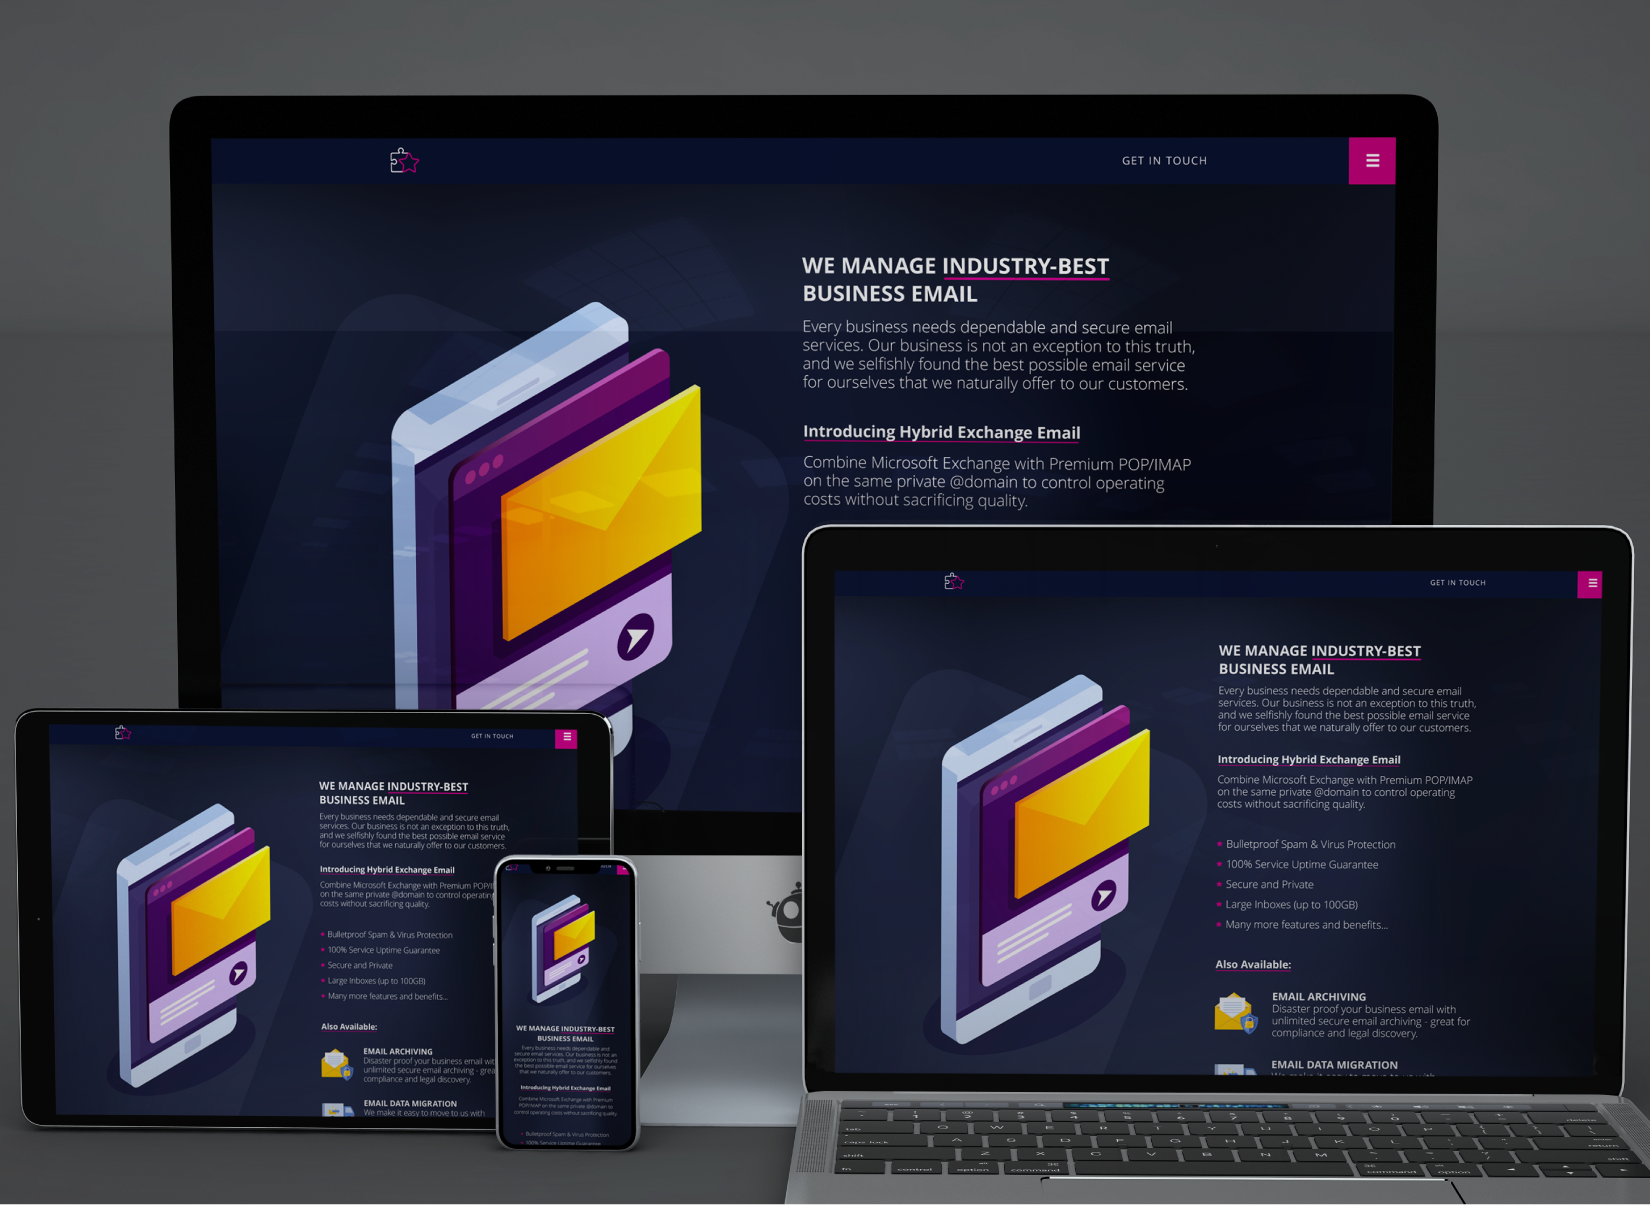 GET IN TOUCH
WE MANAGE INDUSTRY-BEST
BUSINESS EMAIL
Every business needs dependable and secure email
services. Our business is not an exception to this truth,
and we selfishly found the best possible email service
for ourselves that we naturally offer to our customers.
Introducing Hybrid Exchange Email
Combine Microsoft Exchange with Premium POP/IMAP
on the same private @domain to control operating
costs without sacrificing quality.
GET IN TOUCH
WE MANAGE INDUSTRY-BEST
BUSINESS EMAIL
Every business needs dependable and secure email
services. Our business is not an exception to this truth,
and we selfishly found the best possible email service
for ourselves that we naturally offer to our customers.
Introducing Hybrid Exchange Email
Combine Microsoft Exchange with Premium POP/IMAP
on the same private @domain to control operating
costs without sacrificing quality.
Bulletproof Spam & Virus Protection
100% Service Uptime Guarantee
Secure and Private
Large Inboxes (up to 100GB)
Many more features and benefits...
Also Available:
EMAIL ARCHIVING
Disaster proof your business email with
unlimited secure email archiving - great for
compliance and legal discovery.
EMAIL DATA MIGRATION
GET IN TOUCH
WE MANAGE INDUSTRY-BEST
BUSINESS EMAIL
Every business needs dependable and secure email
services. Our business is not an exception to this truth,
and we selfishly found the best possible email service
for ourselves that we naturally offer to our customers.
Introducing Hybrid Exchange Email
Combine Microsoft Exchange with Premium POP/I
on the same private @domain to control operating
costs without sacrificing quality.
Bulletproof Spam & Virus Protection
100% Service Uptime Guarantee
Secure and Private
Large Inboxes (up to 100GB)
Many more features and benefits...
Also Available:
EMAIL ARCHIVING
Disaster proof your business email wit
unlimited secure email archiving - grea
compliance and legal discovery.
EMAIL DATA MIGRATION
We make it easy to move to us with
WE MANAGE INDUSTRY-BEST
BUSINESS EMAIL
Every business needs dependable and
secure email services. Our business is not an
exception to this truth, and we selfishly found
the best possible email service for ourselves
that we naturally offer to our customers.
Introducing Hybrid Exchange Email
Combine Microsoft Exchange with Premium
POP/IMAP on the same private @domain to
control operating costs without sacrificing quality
Bulletproof Spam & Virus Protection
100% Service Uptime Guarantee
tab Q W E R T Y U I O P
caps lock A S D F G H J K L return
shift Z X C V B N M shift
fn control option command command option